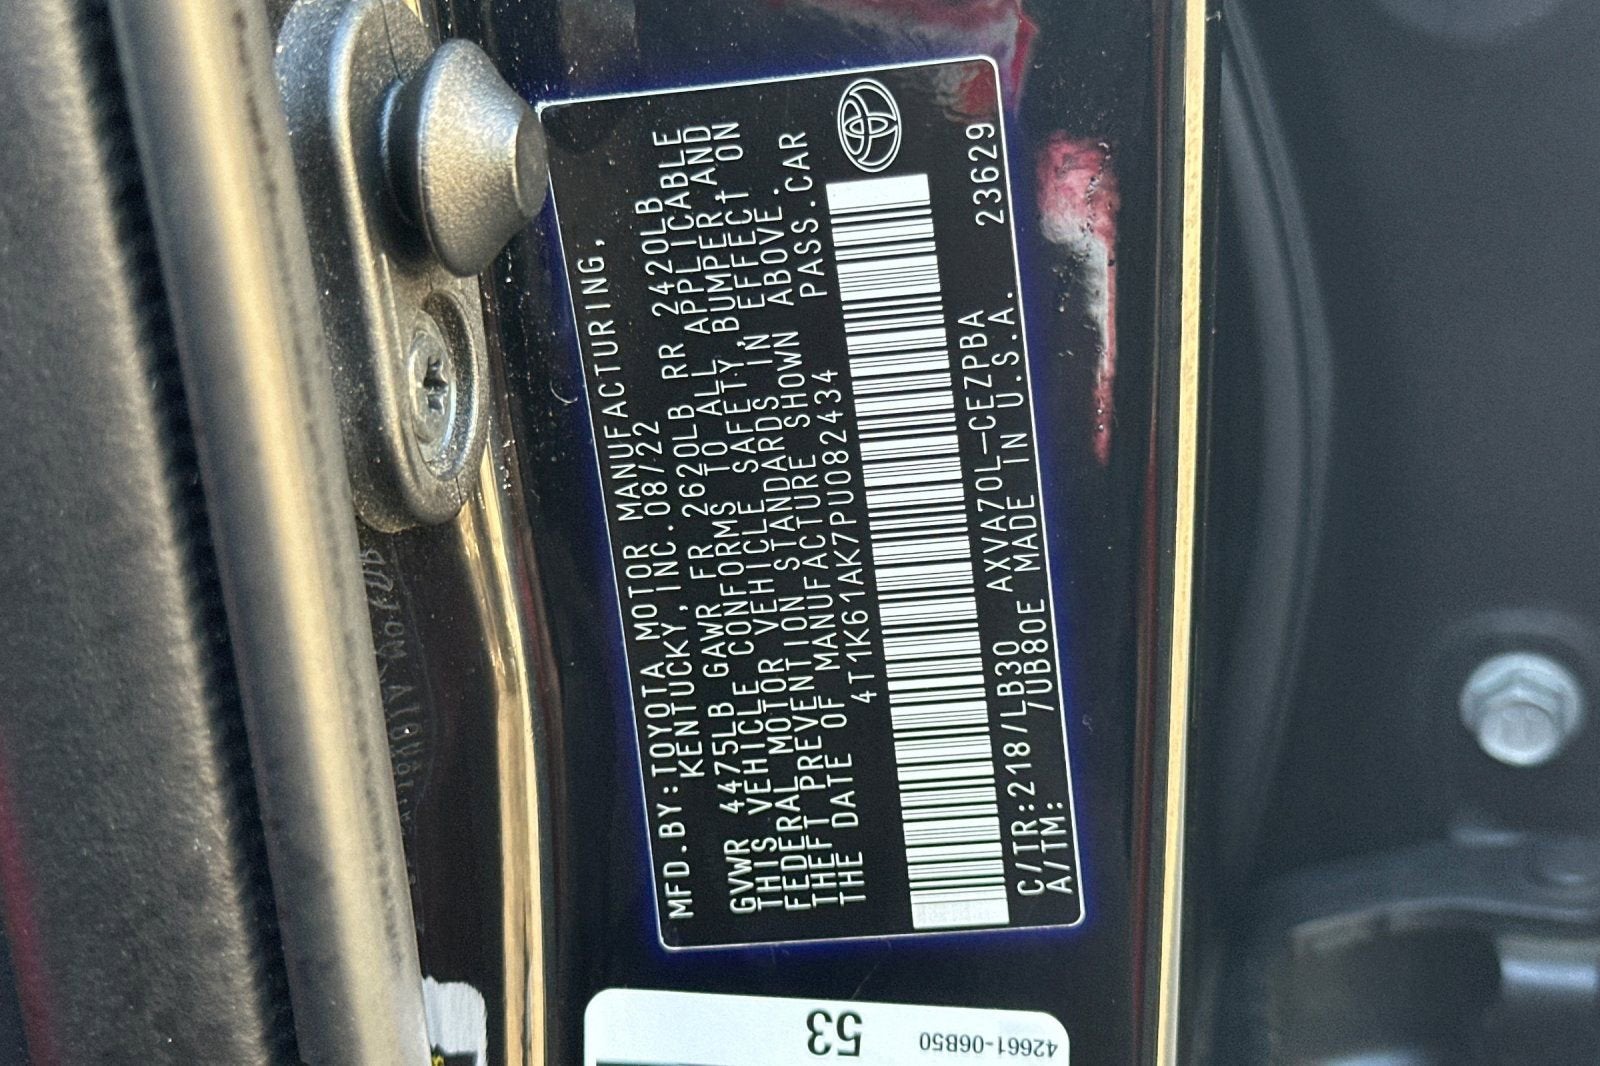 MFD.BY:TOYOTA MOTOR MANUFACTURING,
KENTUCKY,INC.08/22
GVWR 4475LB GAWR FR 2620LB RR 2420LB
THIS VEHICLE CONFORMS TO ALL APPLICABLE
FEDERAL MOTOR VEHICLE SAFETY,BUMPER,AND
THEFT PREVENTION STANDARDS IN EFFECT ON
THE DATE OF MANUFACTURE SHOWN ABOVE.
4T1K61AK7PU082434 PASS.CAR
C/TR:218/LB30 AXVA70L-CEZPBA 23629
A/TM: /UB80E MADE IN U.S.A.
53
42661-06B50